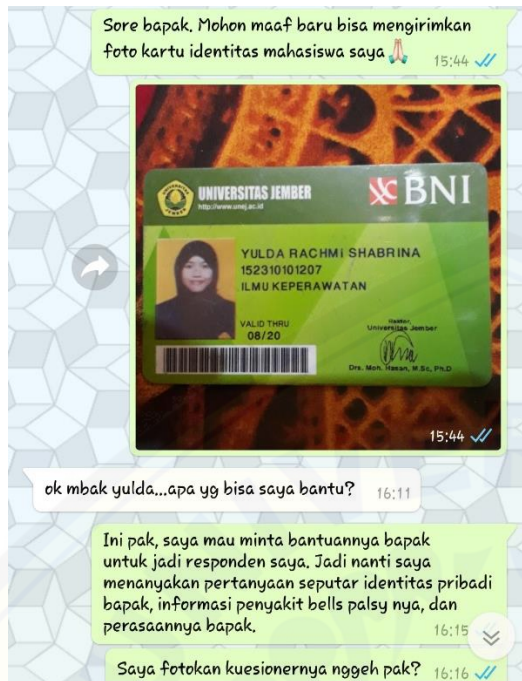 Sore bapak. Mohon maaf baru bisa mengirimkan
foto kartu identitas mahasiswa saya
15:44
UNIVERSITAS JEMBER
http://www.unej.ac.id
BNI
YULDA RACHMI SHABRINA
152310101207
ILMU KEPERAWATAN
VALID THRU
08/20
Rektor,
Universitas Jember
Drs. Moh. Hasan, M.Sc, Ph.D
15:44
ok mbak yulda...apa yg bisa saya bantu?
16:11
Ini pak, saya mau minta bantuannya bapak
untuk jadi responden saya. Jadi nanti saya
menanyakan pertanyaan seputar identitas pribadi
bapak, informasi penyakit bells palsy nya, dan
perasaannya bapak.
16:15
Saya fotokan kuesionernya nggeh pak?
16:16